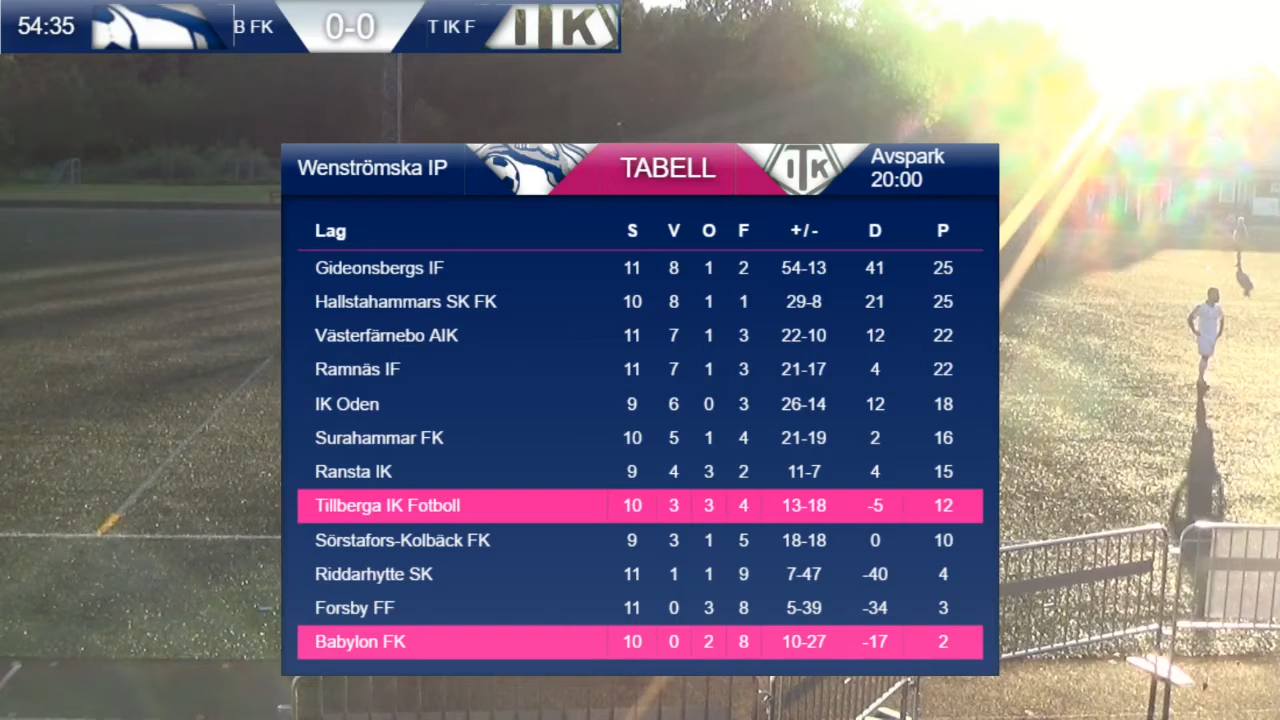 54:35 B FK 0-0 T IK F ITK
Wenströmska IP TABELL ITK Avspark
20:00
Lag S V O F +/- D P
Gideonsbergs IF 11 8 1 2 54-13 41 25
Hallstahammars SK FK 10 8 1 1 29-8 21 25
Västerfärnebo AIK 11 7 1 3 22-10 12 22
Ramnäs IF 11 7 1 3 21-17 4 22
IK Oden 9 6 0 3 26-14 12 18
Surahammar FK 10 5 1 4 21-19 2 16
Ransta IK 9 4 3 2 11-7 4 15
Tillberga IK Fotboll 10 3 3 4 13-18 -5 12
Sörstafors-Kolbäck FK 9 3 1 5 18-18 0 10
Riddarhytte SK 11 1 1 9 7-47 -40 4
Forsby FF 11 0 3 8 5-39 -34 3
Babylon FK 10 0 2 8 10-27 -17 2